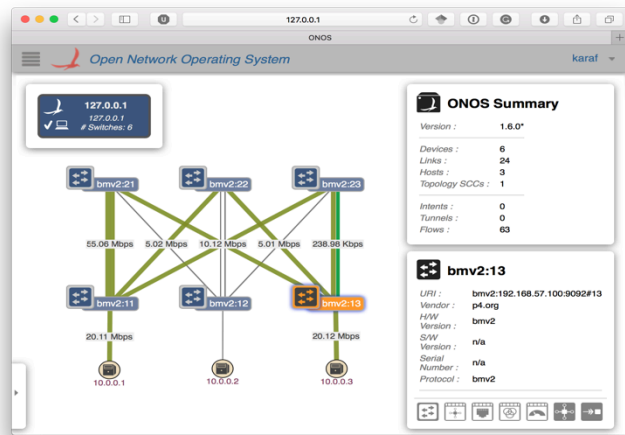 127.0.0.1
ONOS
Open Network Operating System
karaf
127.0.0.1
127.0.0.1
# Switches: 6
bmv2:21
bmv2:22
bmv2:23
55.06 Mbps
5.02 Mbps
10.12 Mbps
5.01 Mbps
238.98 Kbps
bmv2:11
bmv2:12
bmv2:13
20.11 Mbps
20.12 Mbps
10.0.0.1
10.0.0.2
10.0.0.3
ONOS Summary
Version : 1.6.0*
Devices : 6
Links : 24
Hosts : 3
Topology SCCs : 1
Intents : 0
Tunnels : 0
Flows : 63
bmv2:13
URI : bmv2:192.168.57.100:9092#13
Vendor : p4.org
H/W
Version : bmv2
S/W
Version : n/a
Serial
Number : n/a
Protocol : bmv2